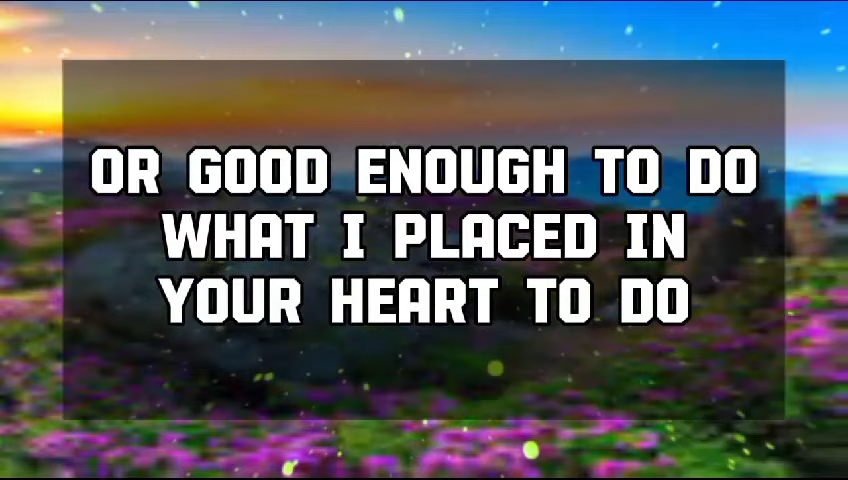 OR GOOD ENOUGH TO DO
WHAT I PLACED IN
YOUR HEART TO DO